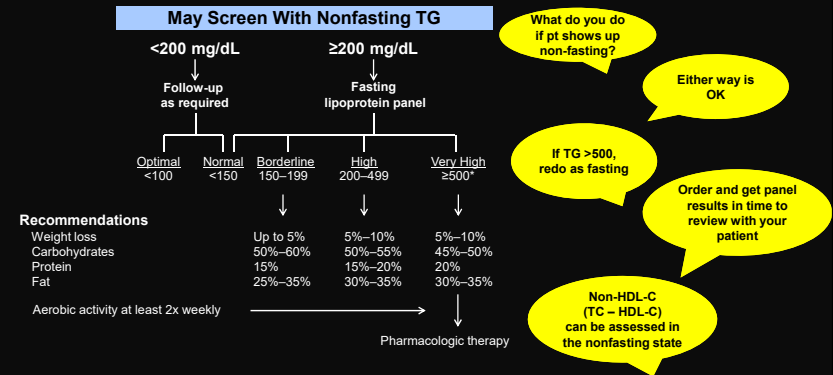 May Screen With Nonfasting TG
<200 mg/dL
≥200 mg/dL
Follow-up
as required
Fasting
lipoprotein panel
Optimal
<100
Normal
<150
Borderline
150–199
High
200–499
Very High
≥500*
Recommendations
Weight loss Up to 5% 5%–10% 5%–10%
Carbohydrates 50%–60% 50%–55% 45%–50%
Protein 15% 15%–20% 20%
Fat 25%–35% 30%–35% 30%–35%
Aerobic activity at least 2x weekly
Pharmacologic therapy
What do you do
if pt shows up
non-fasting?
Either way is
OK
If TG >500,
redo as fasting
Order and get panel
results in time to
review with your
patient
Non-HDL-C
(TC – HDL-C)
can be assessed in
the nonfasting state